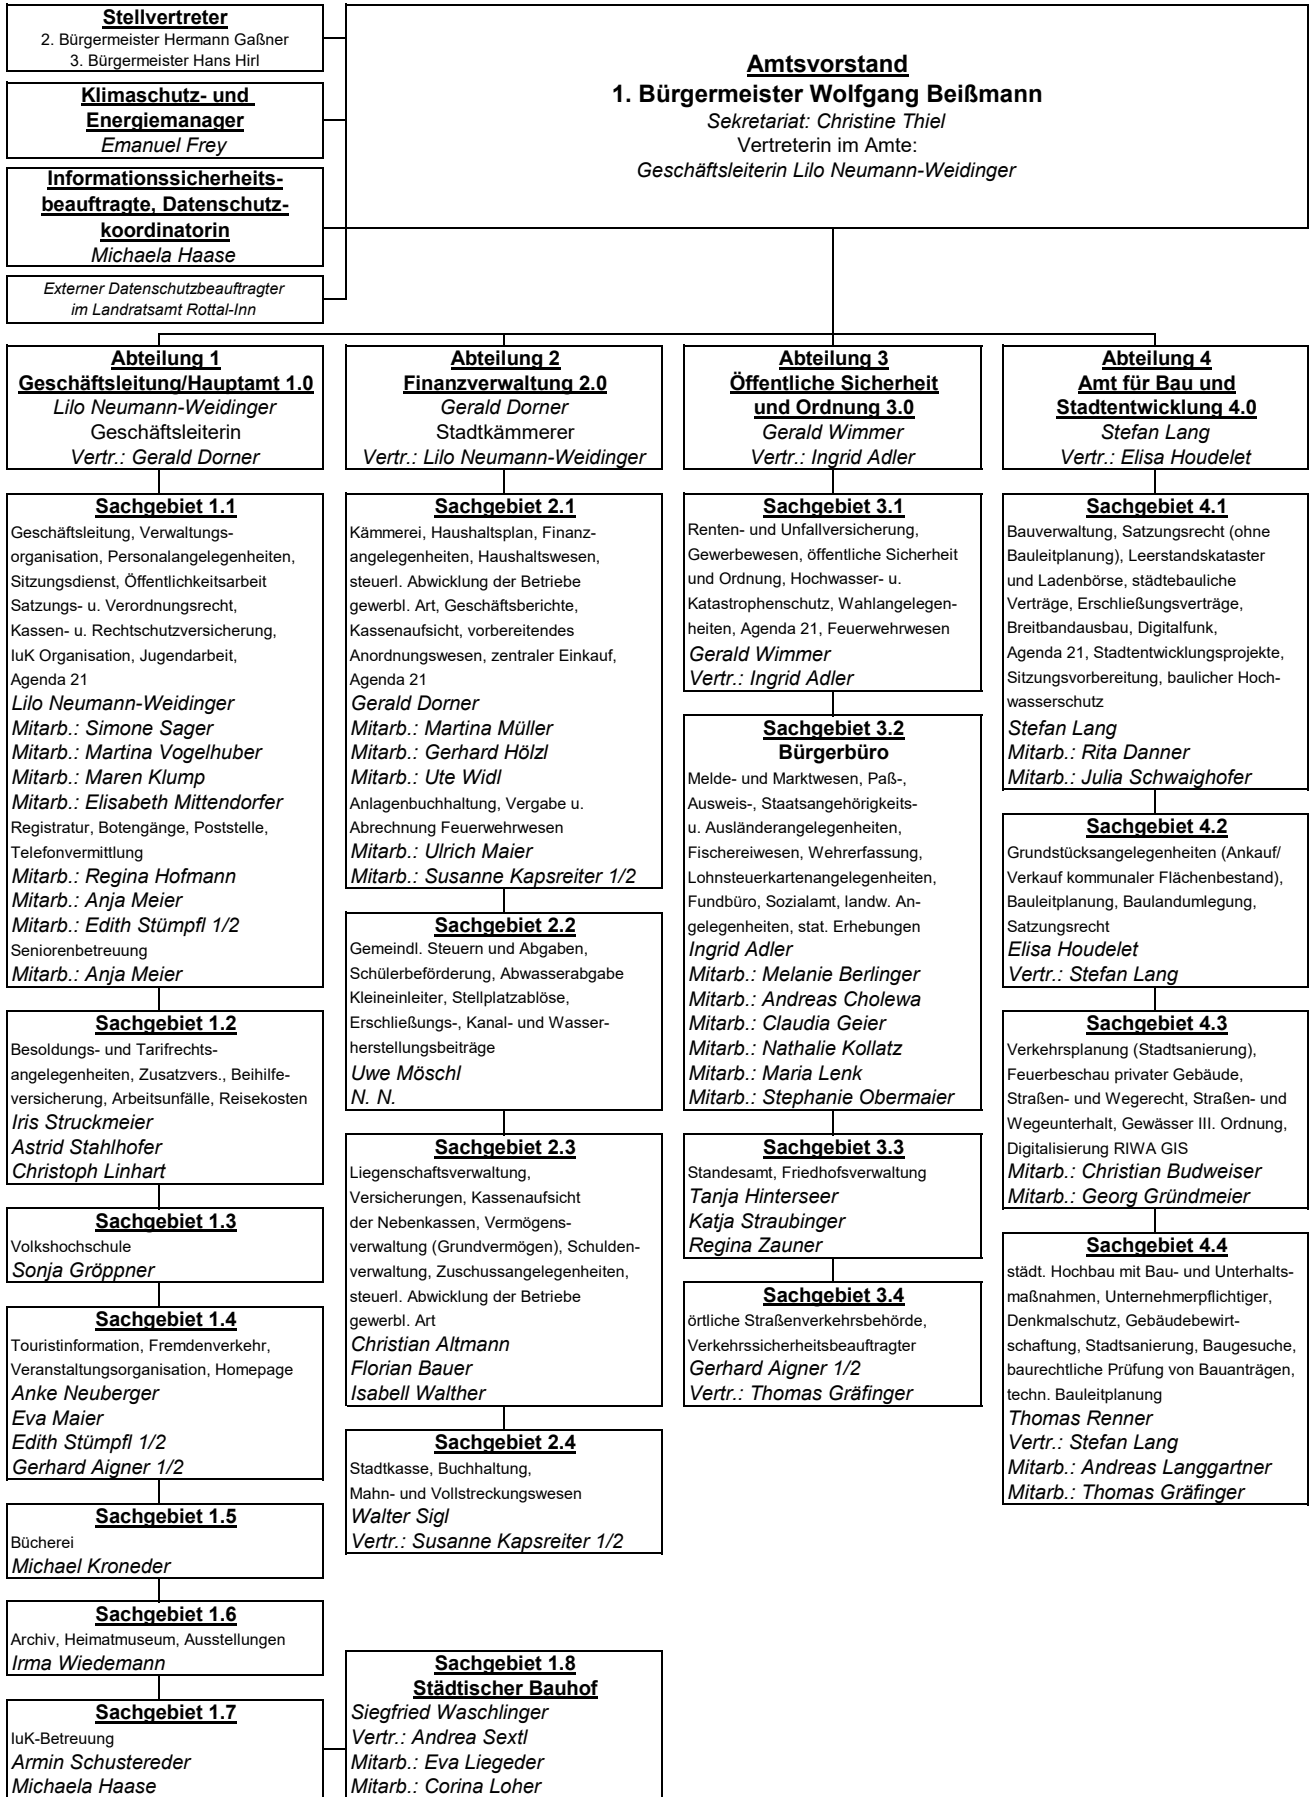 Stellvertreter
2. Bürgermeister Hermann Gaßner
3. Bürgermeister Hans Hirl
Klimaschutz- und
Energiemanager
Emanuel Frey
Informationssicherheits-
beauftragte, Datenschutz-
koordinatorin
Michaela Haase
Externer Datenschutzbeauftragter
im Landratsamt Rottal-Inn
Amtsvorstand
1. Bürgermeister Wolfgang Beißmann
Sekretariat: Christine Thiel
Vertreterin im Amte:
Geschäftsleiterin Lilo Neumann-Weidinger
Abteilung 1
Geschäftsleitung/Hauptamt 1.0
Lilo Neumann-Weidinger
Geschäftsleiterin
Vertr.: Gerald Dorner
Sachgebiet 1.1
Geschäftsleitung, Verwaltungs-
organisation, Personalangelegenheiten,
Sitzungsdienst, Öffentlichkeitsarbeit
Satzungs- u. Verordnungsrecht,
Kassen- u. Rechtschutzversicherung,
IuK Organisation, Jugendarbeit,
Agenda 21
Lilo Neumann-Weidinger
Mitarb.: Simone Sager
Mitarb.: Martina Vogelhuber
Mitarb.: Maren Klump
Mitarb.: Elisabeth Mittendorfer
Registratur, Botengänge, Poststelle,
Telefonvermittlung
Mitarb.: Regina Hofmann
Mitarb.: Anja Meier
Mitarb.: Edith Stümpfl 1/2
Seniorenbetreuung
Mitarb.: Anja Meier
Sachgebiet 1.2
Besoldungs- und Tarifrechts-
angelegenheiten, Zusatzvers., Beihilfe-
versicherung, Arbeitsunfälle, Reisekosten
Iris Struckmeier
Astrid Stahlhofer
Christoph Linhart
Sachgebiet 1.3
Volkshochschule
Sonja Gröppner
Sachgebiet 1.4
Touristinformation, Fremdenverkehr,
Veranstaltungsorganisation, Homepage
Anke Neuberger
Eva Maier
Edith Stümpfl 1/2
Gerhard Aigner 1/2
Sachgebiet 1.5
Bücherei
Michael Kroneder
Sachgebiet 1.6
Archiv, Heimatmuseum, Ausstellungen
Irma Wiedemann
Sachgebiet 1.7
IuK-Betreuung
Armin Schustereder
Michaela Haase
Sachgebiet 1.8
Städtischer Bauhof
Siegfried Waschlinger
Vertr.: Andrea Sextl
Mitarb.: Eva Liegeder
Mitarb.: Corina Loher
Abteilung 2
Finanzverwaltung 2.0
Gerald Dorner
Stadtkämmerer
Vertr.: Lilo Neumann-Weidinger
Sachgebiet 2.1
Kämmerei, Haushaltsplan, Finanz-
angelegenheiten, Haushaltswesen,
steuerl. Abwicklung der Betriebe
gewerbl. Art, Geschäftsberichte,
Kassenaufsicht, vorbereitendes
Anordnungswesen, zentraler Einkauf,
Agenda 21
Gerald Dorner
Mitarb.: Martina Müller
Mitarb.: Gerhard Hölzl
Mitarb.: Ute Widl
Anlagenbuchhaltung, Vergabe u.
Abrechnung Feuerwehrwesen
Mitarb.: Ulrich Maier
Mitarb.: Susanne Kapsreiter 1/2
Sachgebiet 2.2
Gemeindl. Steuern und Abgaben,
Schülerbeförderung, Abwasserabgabe
Kleineinleiter, Stellplatzablöse,
Erschließungs-, Kanal- und Wasser-
herstellungsbeiträge
Uwe Möschl
N. N.
Sachgebiet 2.3
Liegenschaftsverwaltung,
Versicherungen, Kassenaufsicht
der Nebenkassen, Vermögens-
verwaltung (Grundvermögen), Schulden-
verwaltung, Zuschussangelegenheiten,
steuerl. Abwicklung der Betriebe
gewerbl. Art
Christian Altmann
Florian Bauer
Isabell Walther
Sachgebiet 2.4
Stadtkasse, Buchhaltung,
Mahn- und Vollstreckungswesen
Walter Sigl
Vertr.: Susanne Kapsreiter 1/2
Abteilung 3
Öffentliche Sicherheit
und Ordnung 3.0
Gerald Wimmer
Vertr.: Ingrid Adler
Sachgebiet 3.1
Renten- und Unfallversicherung,
Gewerbewesen, öffentliche Sicherheit
und Ordnung, Hochwasser- u.
Katastrophenschutz, Wahlangelegen-
heiten, Agenda 21, Feuerwehrwesen
Gerald Wimmer
Vertr.: Ingrid Adler
Sachgebiet 3.2
Bürgerbüro
Melde- und Marktwesen, Paß-,
Ausweis-, Staatsangehörigkeits-
u. Ausländerangelegenheiten,
Fischereiwesen, Wehrerfassung,
Lohnsteuerkartenangelegenheiten,
Fundbüro, Sozialamt, landw. An-
gelegenheiten, stat. Erhebungen
Ingrid Adler
Mitarb.: Melanie Berlinger
Mitarb.: Andreas Cholewa
Mitarb.: Claudia Geier
Mitarb.: Nathalie Kollatz
Mitarb.: Maria Lenk
Mitarb.: Stephanie Obermaier
Sachgebiet 3.3
Standesamt, Friedhofsverwaltung
Tanja Hinterseer
Katja Straubinger
Regina Zauner
Sachgebiet 3.4
örtliche Straßenverkehrsbehörde,
Verkehrssicherheitsbeauftragter
Gerhard Aigner 1/2
Vertr.: Thomas Gräfinger
Abteilung 4
Amt für Bau und
Stadtentwicklung 4.0
Stefan Lang
Vertr.: Elisa Houdelet
Sachgebiet 4.1
Bauverwaltung, Satzungsrecht (ohne
Bauleitplanung), Leerstandskataster
und Ladenbörse, städtebauliche
Verträge, Erschließungsverträge,
Breitbandausbau, Digitalfunk,
Agenda 21, Stadtentwicklungsprojekte,
Sitzungsvorbereitung, baulicher Hoch-
wasserschutz
Stefan Lang
Mitarb.: Rita Danner
Mitarb.: Julia Schwaighofer
Sachgebiet 4.2
Grundstücksangelegenheiten (Ankauf/
Verkauf kommunaler Flächenbestand),
Bauleitplanung, Baulandumlegung,
Satzungsrecht
Elisa Houdelet
Vertr.: Stefan Lang
Sachgebiet 4.3
Verkehrsplanung (Stadtsanierung),
Feuerbeschau privater Gebäude,
Straßen- und Wegerecht, Straßen- und
Wegeunterhalt, Gewässer III. Ordnung,
Digitalisierung RIWA GIS
Mitarb.: Christian Budweiser
Mitarb.: Georg Gründmeier
Sachgebiet 4.4
städt. Hochbau mit Bau- und Unterhalts-
maßnahmen, Unternehmerpflichtiger,
Denkmalschutz, Gebäudebewirt-
schaftung, Stadtsanierung, Baugesuche,
baurechtliche Prüfung von Bauanträgen,
techn. Bauleitplanung
Thomas Renner
Vertr.: Stefan Lang
Mitarb.: Andreas Langgartner
Mitarb.: Thomas Gräfinger